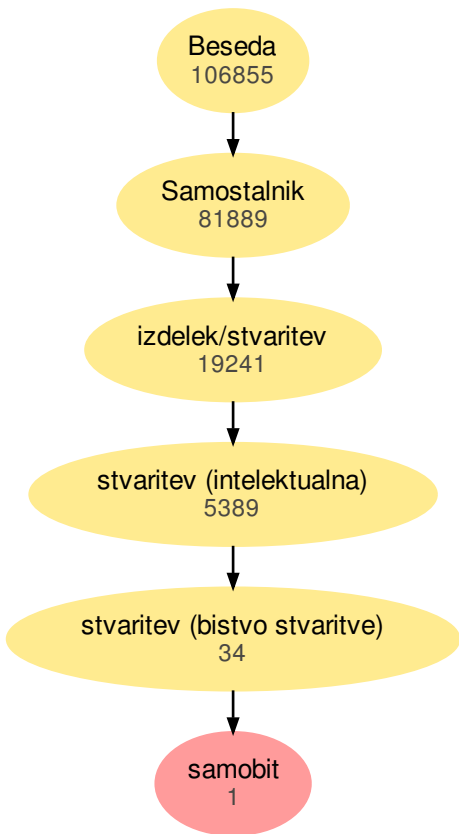 Beseda
106855
Samostalnik
81889
izdelek/stvaritev
19241
stvaritev (intelektualna)
5389
stvaritev (bistvo stvaritve)
34
samobit
1